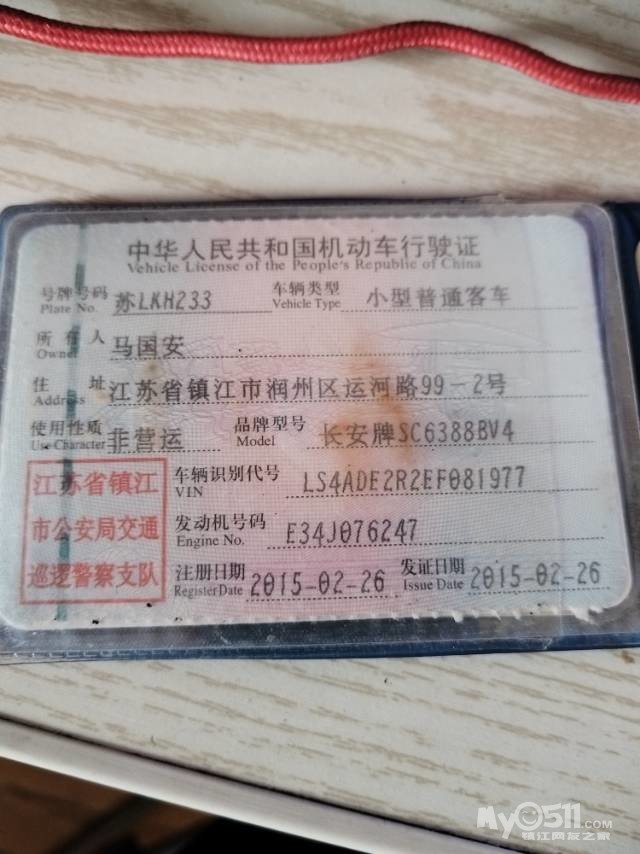 中华人民共和国机动车行驶证
Vehicle License of the People's Republic of China
号牌号码 苏LKH233 车辆类型 小型普通客车
Plate No. Vehicle Type
所有人 马国安
Owner
住址 江苏省镇江市润州区运河路99-2号
Address
使用性质 非营运 品牌型号 长安牌SC6388BV4
Use Character Model
江苏省镇江
市公安局交通
巡逻警察支队
车辆识别代号 LS4ADE2R2EF081977
VIN
发动机号码 E34J076247
Engine No.
注册日期 2015-02-26 发证日期 2015-02-26
Register Date Issue Date
My0511.COM
镇江网友之家